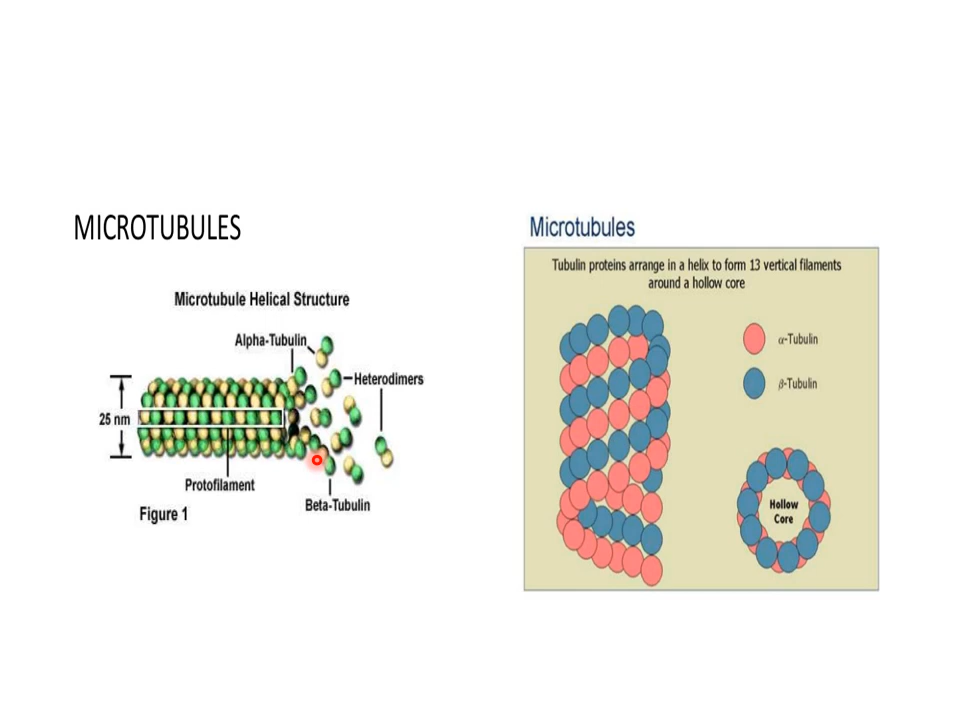 MICROTUBULES
Microtubule Helical Structure
Alpha-Tubulin
Heterodimers
25 nm
Protofilament
Beta-Tubulin
Figure 1
Microtubules
Tubulin proteins arrange in a helix to form 13 vertical filaments
around a hollow core
α-Tubulin
β-Tubulin
Hollow
Core